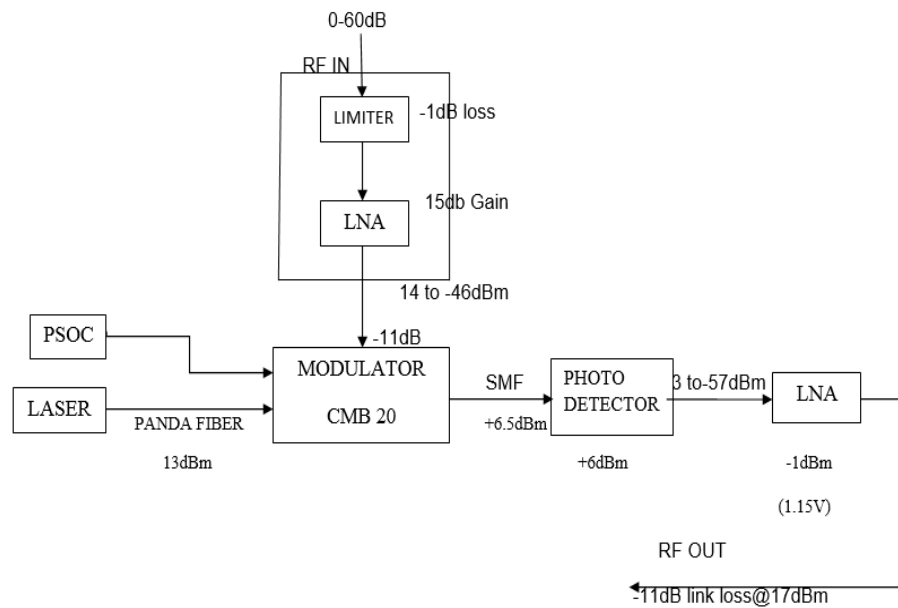 0-60dB
RF IN
LIMITER
-1dB loss
15db Gain
LNA
14 to -46dBm
PSOC
-11dB
MODULATOR
CMB 20
LASER
PANDA FIBER
13dBm
SMF
+6.5dBm
PHOTO
DETECTOR
+6dBm
3 to-57dBm
LNA
-1dBm
(1.15V)
RF OUT
-11dB link loss@17dBm